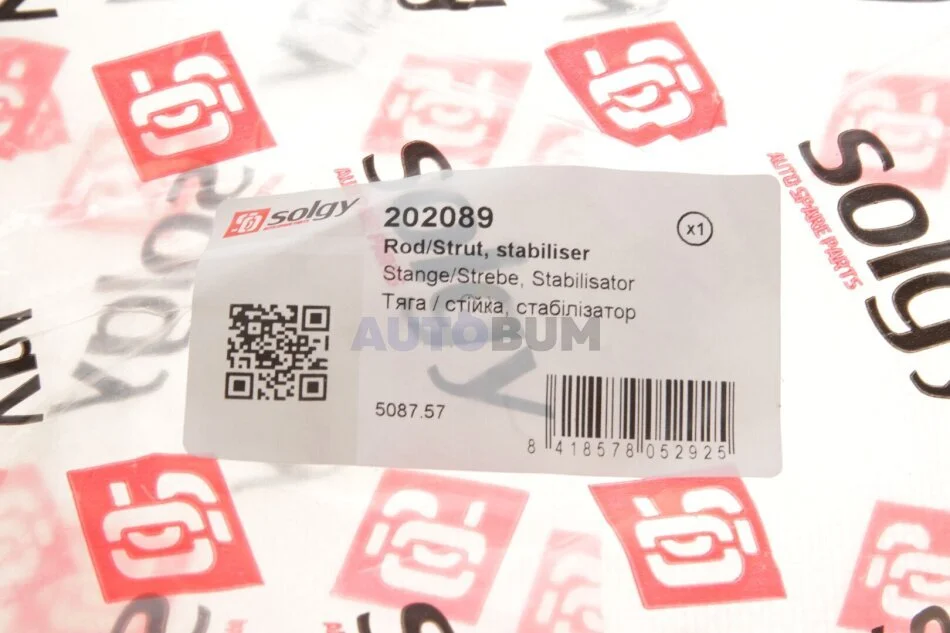 solgy
202089
x1
Rod/Strut, stabiliser
Stange/Strebe, Stabilisator
Тяга / стійка, стабілізатор
AUTOBUM
5087.57
8 418578 052925
solgy
AUTO SPARE PARTS